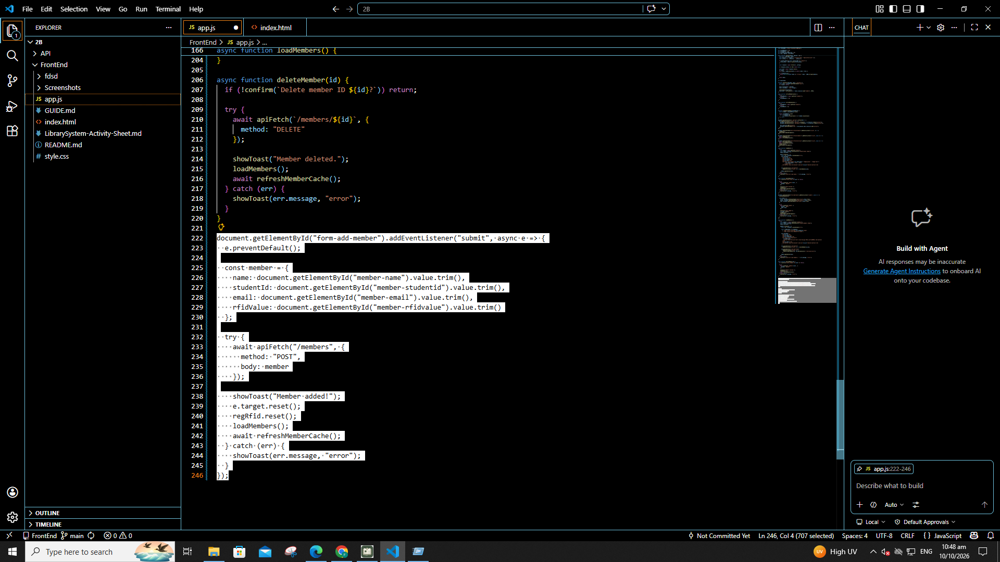 File Edit Selection View Go Run Terminal Help
2B
EXPLORER
2B
API
FrontEnd
fdsd
Screenshots
JS app.js
GUIDE.md
<> index.html
LibrarySystem-Activity-Sheet.md
README.md
# style.css
OUTLINE
TIMELINE
JS app.js
<> index.html
FrontEnd > JS app.js > ...
166 async function loadMembers() {
204 }
205
206 async function deleteMember(id) {
207 if (!confirm(`Delete member ID ${id}?`)) return;
208
209 try {
210 await apiFetch(`/members/${id}`, {
211 method: "DELETE"
212 });
213
214 showToast("Member deleted.");
215 loadMembers();
216 await refreshMemberCache();
217 } catch (err) {
218 showToast(err.message, "error");
219 }
220 }
221
222 document.getElementById("form-add-member").addEventListener("submit", async e => {
223 e.preventDefault();
224
225 const member = {
226 name: document.getElementById("member-name").value.trim(),
227 studentId: document.getElementById("member-studentid").value.trim(),
228 email: document.getElementById("member-email").value.trim(),
229 rfidValue: document.getElementById("member-rfidvalue").value.trim()
230 };
231
232 try {
233 await apiFetch("/members", {
234 method: "POST",
235 body: member
236 });
237
238 showToast("Member added!");
239 e.target.reset();
240 regRfid.reset();
241 loadMembers();
242 await refreshMemberCache();
243 } catch (err) {
244 showToast(err.message, "error");
245 }
246 });
CHAT
Build with Agent
AI responses may be inaccurate
Generate Agent Instructions to onboard AI
onto your codebase.
JS app.js:222-246
Describe what to build
Auto
Local Default Approvals
FrontEnd main 0 0
Not Committed Yet Ln 246, Col 4 (707 selected) Spaces: 4 UTF-8 CRLF {} JavaScript
Type here to search
UV High UV ENG
10:48 am
10/10/2026